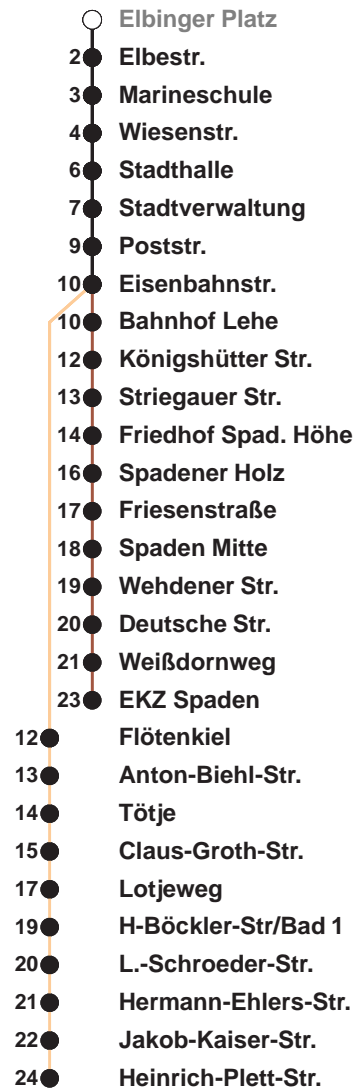 Elbinger Platz
2 Elbestr.
3 Marineschule
4 Wiesenstr.
6 Stadthalle
7 Stadtverwaltung
9 Poststr.
10 Eisenbahnstr.
10 Bahnhof Lehe
12 Königshütter Str.
13 Striegauer Str.
14 Friedhof Spad. Höhe
16 Spadener Holz
17 Friesenstraße
18 Spaden Mitte
19 Wehdener Str.
20 Deutsche Str.
21 Weißdornweg
23 EKZ Spaden
12 Flötenkiel
13 Anton-Biehl-Str.
14 Tötje
15 Claus-Groth-Str.
17 Lotjeweg
19 H-Böckler-Str/Bad 1
20 L.-Schroeder-Str.
21 Hermann-Ehlers-Str.
22 Jakob-Kaiser-Str.
24 Heinrich-Plett-Str.